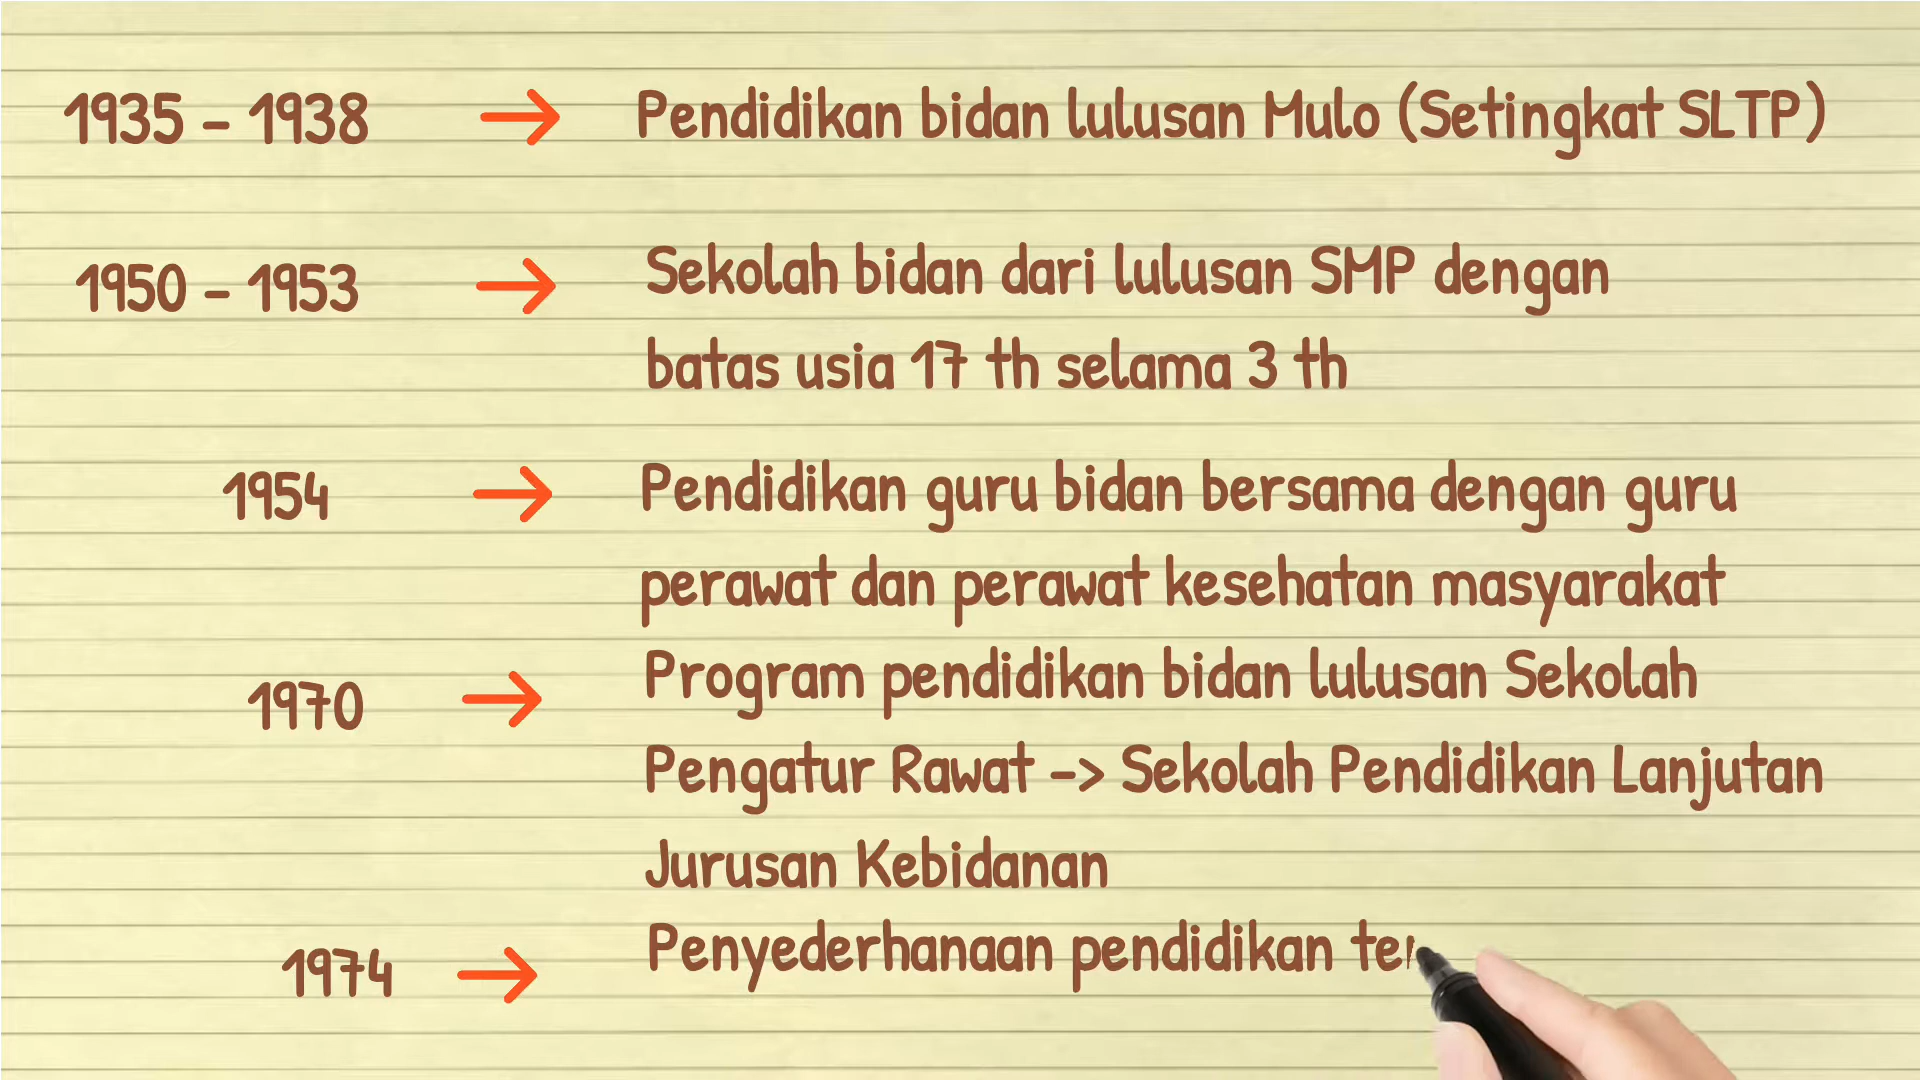 1935 - 1938 → Pendidikan bidan lulusan Mulo (Setingkat SLTP)
1950 - 1953 → Sekolah bidan dari lulusan SMP dengan
batas usia 17 th selama 3 th
1954 → Pendidikan guru bidan bersama dengan guru
perawat dan perawat kesehatan masyarakat
1970 → Program pendidikan bidan lulusan Sekolah
Pengatur Rawat -> Sekolah Pendidikan Lanjutan
Jurusan Kebidanan
1974 → Penyederhanaan pendidikan